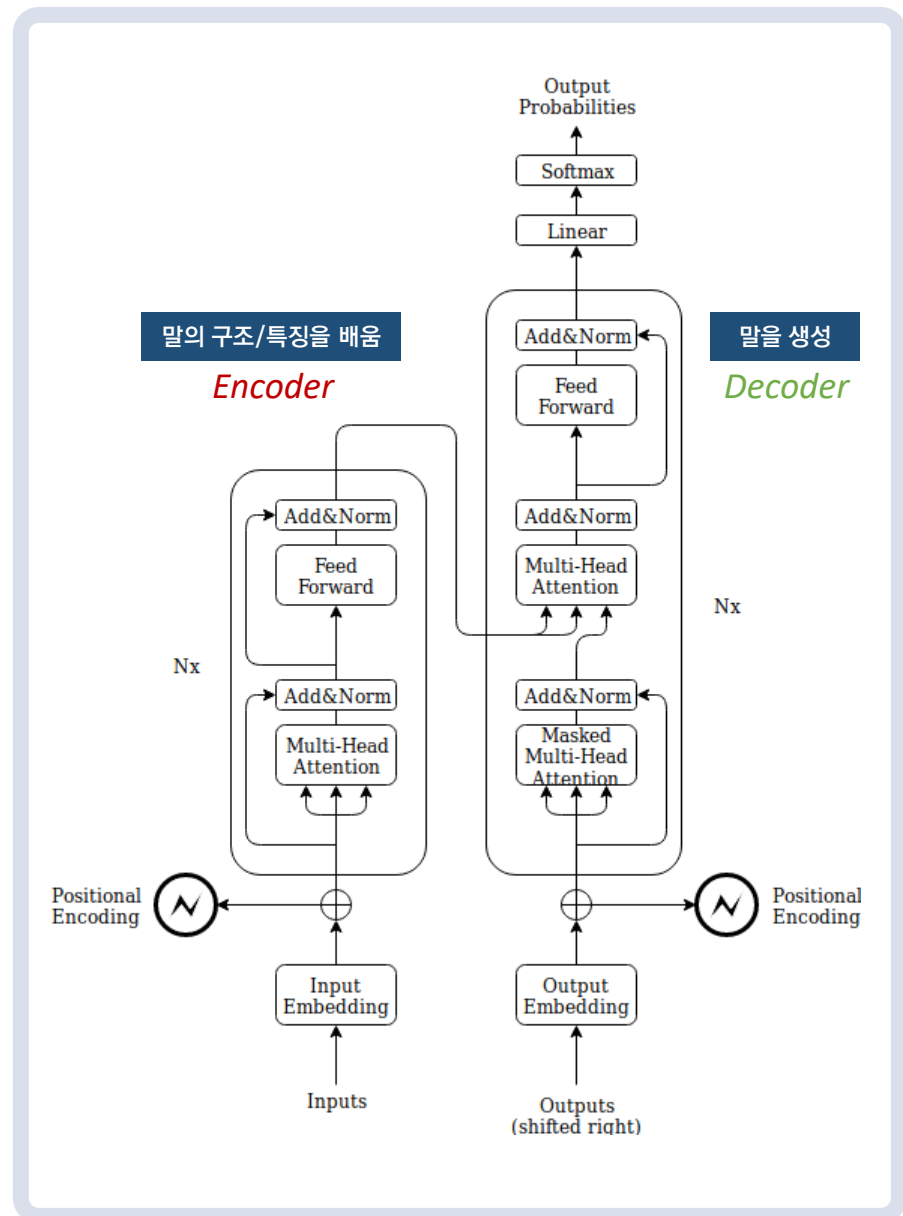 Output
Probabilities
Softmax
Linear
말의 구조/특징을 배움
Encoder
말을 생성
Decoder
Add&Norm
Feed
Forward
Add&Norm
Multi-Head
Attention
Nx
Add&Norm
Masked
Multi-Head
Attention
Add&Norm
Feed
Forward
Nx
Add&Norm
Multi-Head
Attention
Positional
Encoding
Positional
Encoding
Input
Embedding
Output
Embedding
Inputs
Outputs
(shifted right)